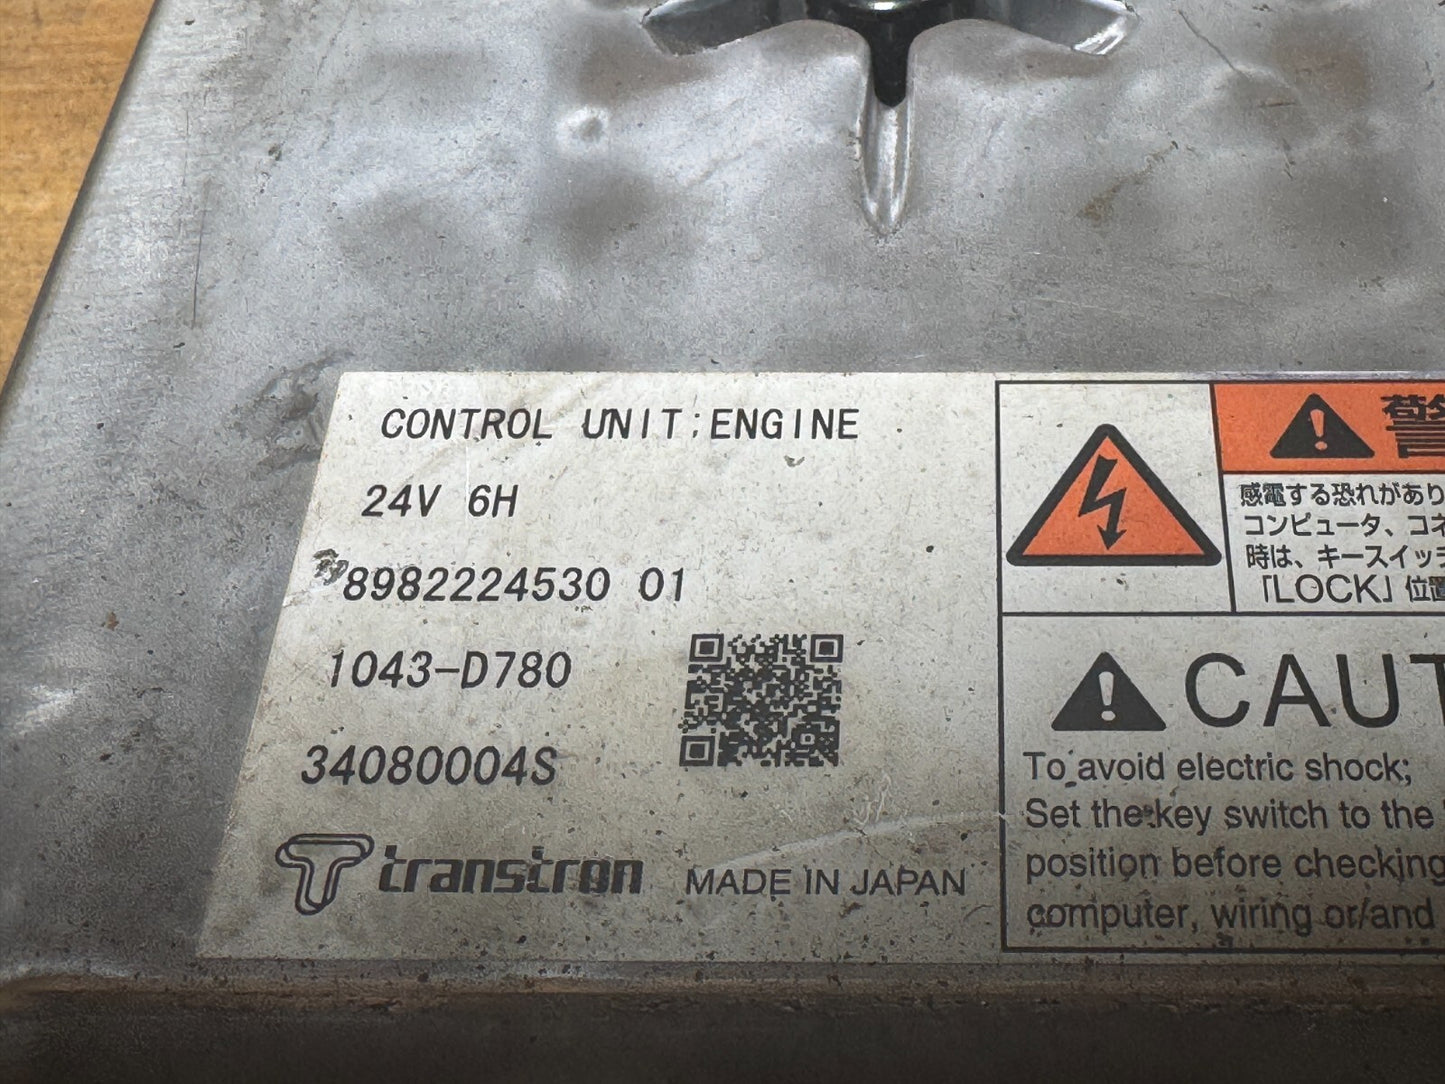 CONTROL UNIT;ENGINE
24V 6H
8982224530 01
1043-D780
34080004S
transtron MADE IN JAPAN
感電する恐れがあり
コンピュータ、コネ
時は、キースイッチ
「LOCK」位置
CAUT
To avoid electric shock;
Set the key switch to the
position before checking
computer, wiring or/and